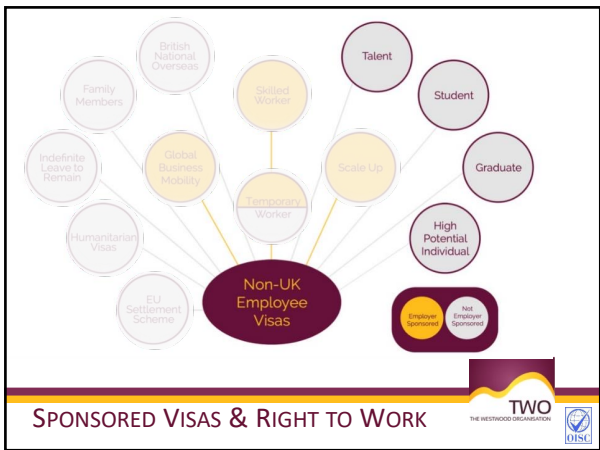 British
National
Overseas
Talent
Family
Members
Skilled
Worker
Student
Indefinite
Leave to
Remain
Global
Business
Mobility
Scale Up
Graduate
Temporary
Worker
Humanitarian
Visas
High
Potential
Individual
EU
Settlement
Scheme
Non-UK
Employee
Visas
Employer
Sponsored
Not
Employer
Sponsored
SPONSORED VISAS & RIGHT TO WORK
TWO
THE WESTWOOD ORGANISATION
OISC